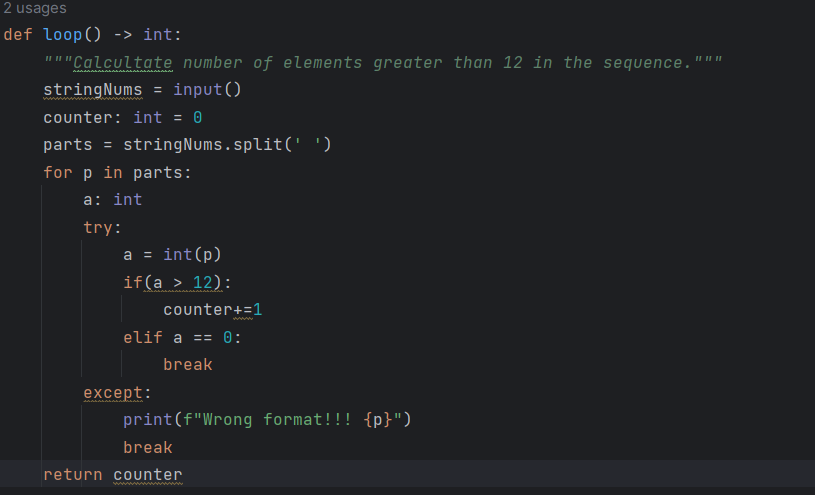 2 usages
def loop() -> int:
    """Calcultate number of elements greater than 12 in the sequence."""
    stringNums = input()
    counter: int = 0
    parts = stringNums.split(' ')
    for p in parts:
        a: int
        try:
            a = int(p)
            if(a > 12):
                counter+=1
            elif a == 0:
                break
        except:
            print(f"Wrong format!!! {p}")
            break
    return counter